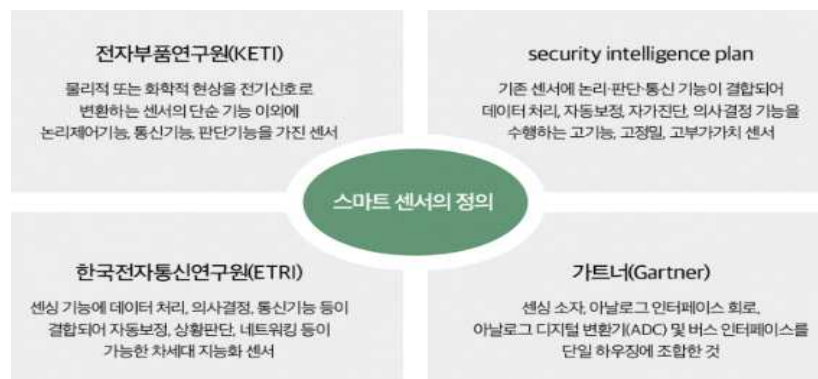 전자부품연구원(KETI)
물리적 또는 화학적 현상을 전기신호로
변환하는 센서의 단순 기능 이외에
논리제어기능, 통신기능, 판단기능을 가진 센서
security intelligence plan
기존 센서에 논리·판단·통신 기능이 결합되어
데이터 처리, 자동보정, 자가진단, 의사결정 기능을
수행하는 고기능, 고정밀, 고부가가치 센서
스마트 센서의 정의
한국전자통신연구원(ETRI)
센싱 기능에 데이터 처리, 의사결정, 통신기능 등이
결합되어 자동보정, 상황판단, 네트워킹 등이
가능한 차세대 지능화 센서
가트너(Gartner)
센싱 소자, 아날로그 인터페이스 회로,
아날로그 디지털 변환기(ADC) 및 버스 인터페이스를
단일 하우징에 조합한 것